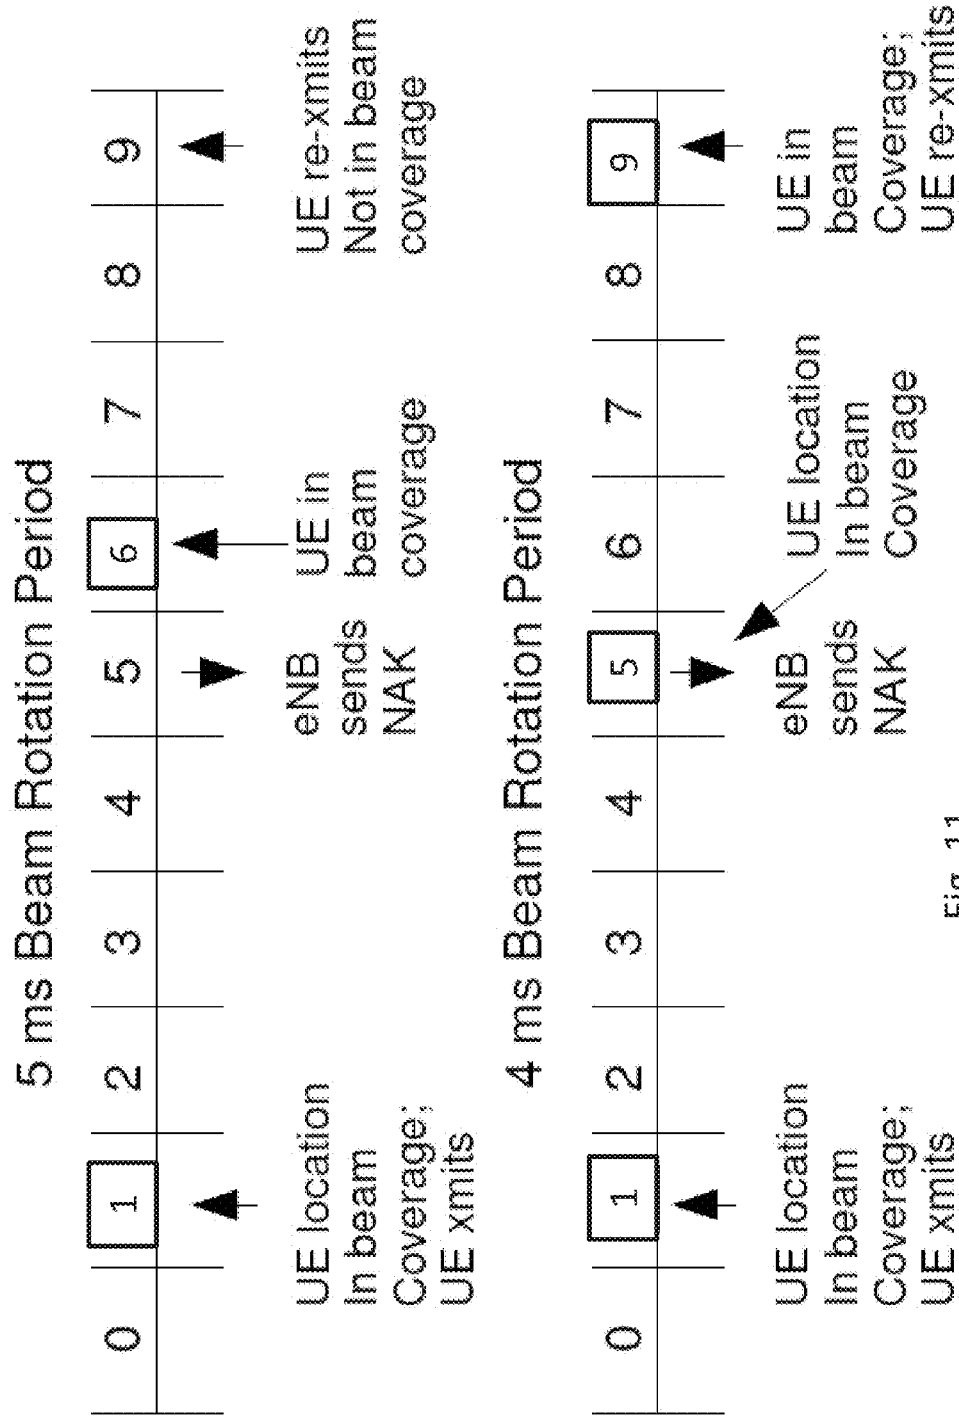 5 ms Beam Rotation Period
0 1 2 3 4 5 6 7 8 9
UE location
In beam
Coverage;
UE xmits
eNB
sends
NAK
UE in
beam
coverage
UE re-xmits
Not in beam
coverage
4 ms Beam Rotation Period
0 1 2 3 4 5 6 7 8 9
UE location
In beam
Coverage;
UE xmits
eNB
sends
NAK
UE location
In beam
Coverage
UE in
beam
Coverage;
UE re-xmits
Fig. 11